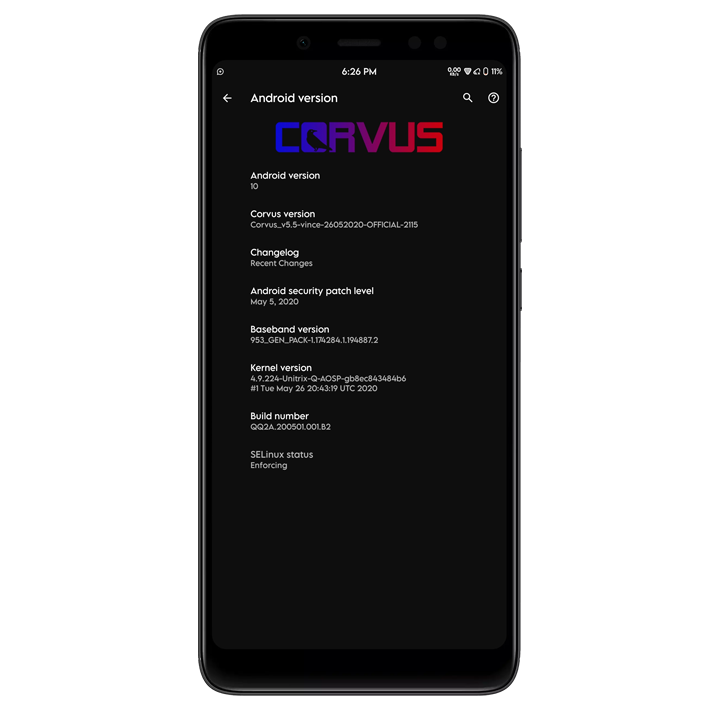 6:26 PM
0.00
KB/s
11%
Android version
CORVUS
Android version
10
Corvus version
Corvus_v5.5-vince-26052020-OFFICIAL-2115
Changelog
Recent Changes
Android security patch level
May 5, 2020
Baseband version
953_GEN_PACK-1.174284.1.194887.2
Kernel version
4.9.224-Unitrix-Q-AOSP-gb8ec843484b6
#1 Tue May 26 20:43:19 UTC 2020
Build number
QQ2A.200501.001.B2
SELinux status
Enforcing